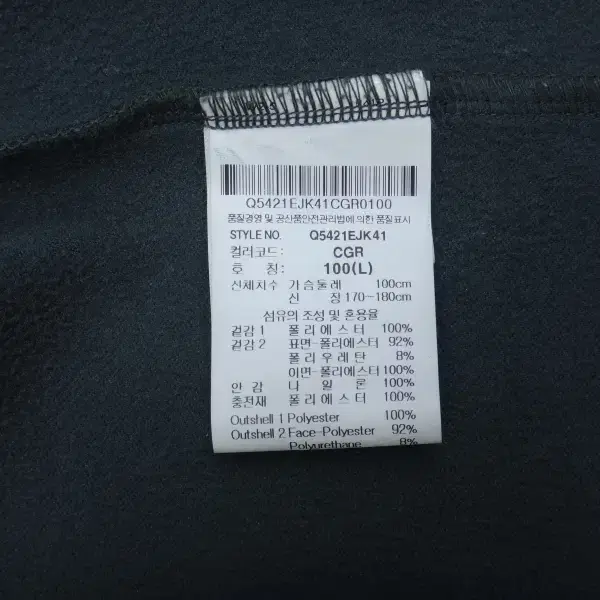 Q5421EJK41CGR0100
품질경영 및 공산품안전관리법에 의한 품질표시
STYLE NO. Q5421EJK41
컬러코드: CGR
호 칭: 100(L)
신체치수 가슴둘레 100cm
신 장 170~180cm
섬유의 조성 및 혼용율
겉감 1 폴리에스터 100%
겉감 2 표면-폴리에스터 92%
폴리우레탄 8%
이면-폴리에스터 100%
안 감 나 일 론 100%
충전재 폴리에스터 100%
Outshell 1 Polyester 100%
Outshell 2 Face-Polyester 92%
Polyurethane 8%